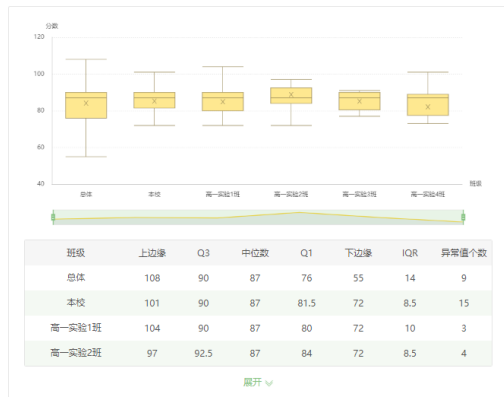 分数
120
100
80
60
40
班级
总体 本校 高一实验1班 高一实验2班 高一实验3班 高一实验4班
班级 上边缘 Q3 中位数 Q1 下边缘 IQR 异常值个数
总体 108 90 87 76 55 14 9
本校 101 90 87 81.5 72 8.5 15
高一实验1班 104 90 87 80 72 10 3
高一实验2班 97 92.5 87 84 72 8.5 4
展开